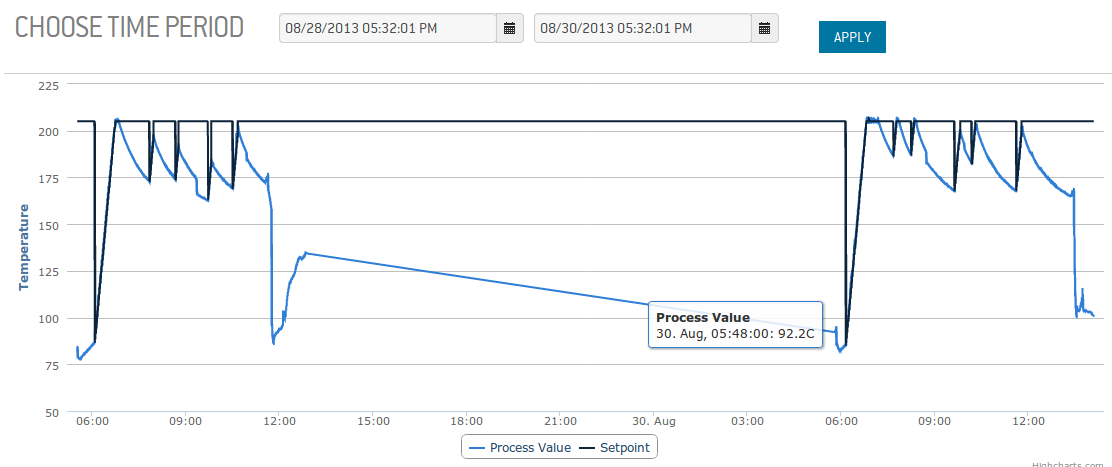 CHOOSE TIME PERIOD
08/28/2013 05:32:01 PM
08/30/2013 05:32:01 PM
APPLY
225
200
175
150
125
100
75
50
Temperature
Process Value
30. Aug, 05:48:00: 92.2C
06:00 09:00 12:00 15:00 18:00 21:00 30. Aug 03:00 06:00 09:00 12:00
Process Value Setpoint
Highcharts.com